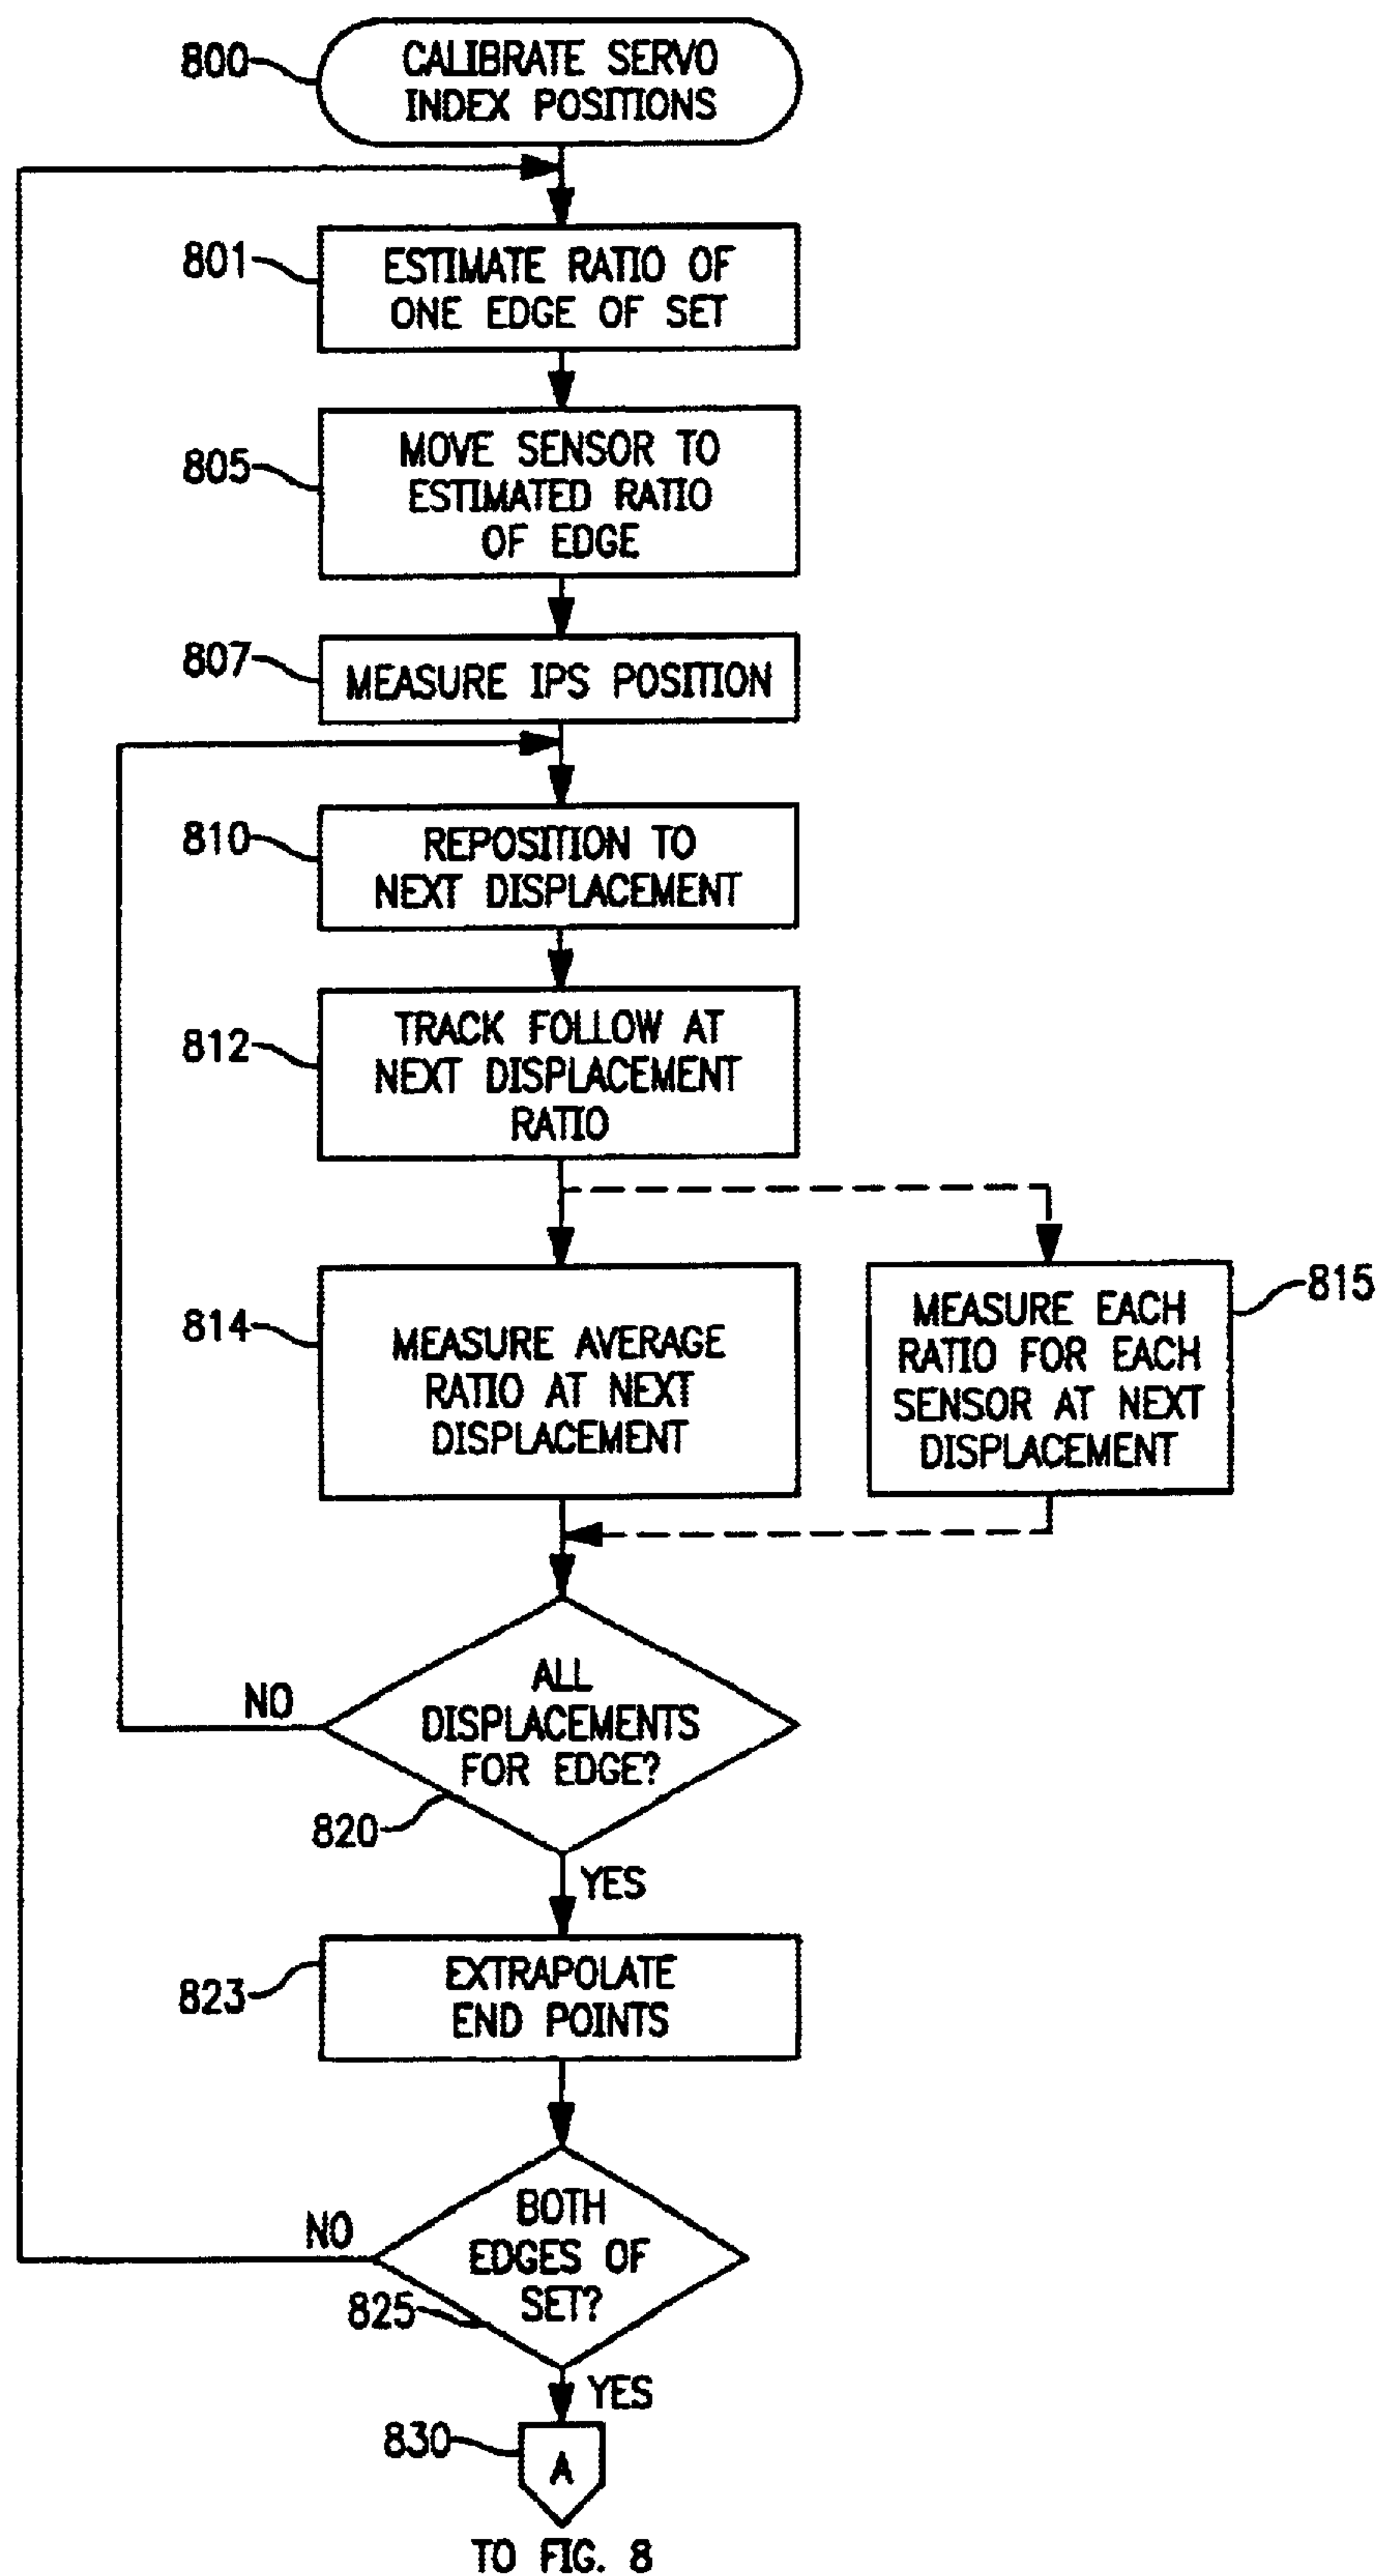 800
CALIBRATE SERVO
INDEX POSITIONS
801
ESTIMATE RATIO OF
ONE EDGE OF SET
805
MOVE SENSOR TO
ESTIMATED RATIO
OF EDGE
807
MEASURE IPS POSITION
810
REPOSITION TO
NEXT DISPLACEMENT
812
TRACK FOLLOW AT
NEXT DISPLACEMENT
RATIO
814
MEASURE AVERAGE
RATIO AT NEXT
DISPLACEMENT
815
MEASURE EACH
RATIO FOR EACH
SENSOR AT NEXT
DISPLACEMENT
820
ALL
DISPLACEMENTS
FOR EDGE?
NO
YES
823
EXTRAPOLATE
END POINTS
825
BOTH
EDGES OF
SET?
NO
YES
830
A
TO FIG. 8